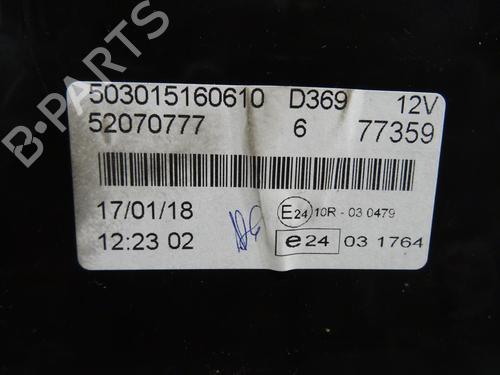 503015160610 D369 12V
52070777 6 77359
17/01/18 E24 10R - 03 0479
12:23 02 e24 03 1764
B-PARTS